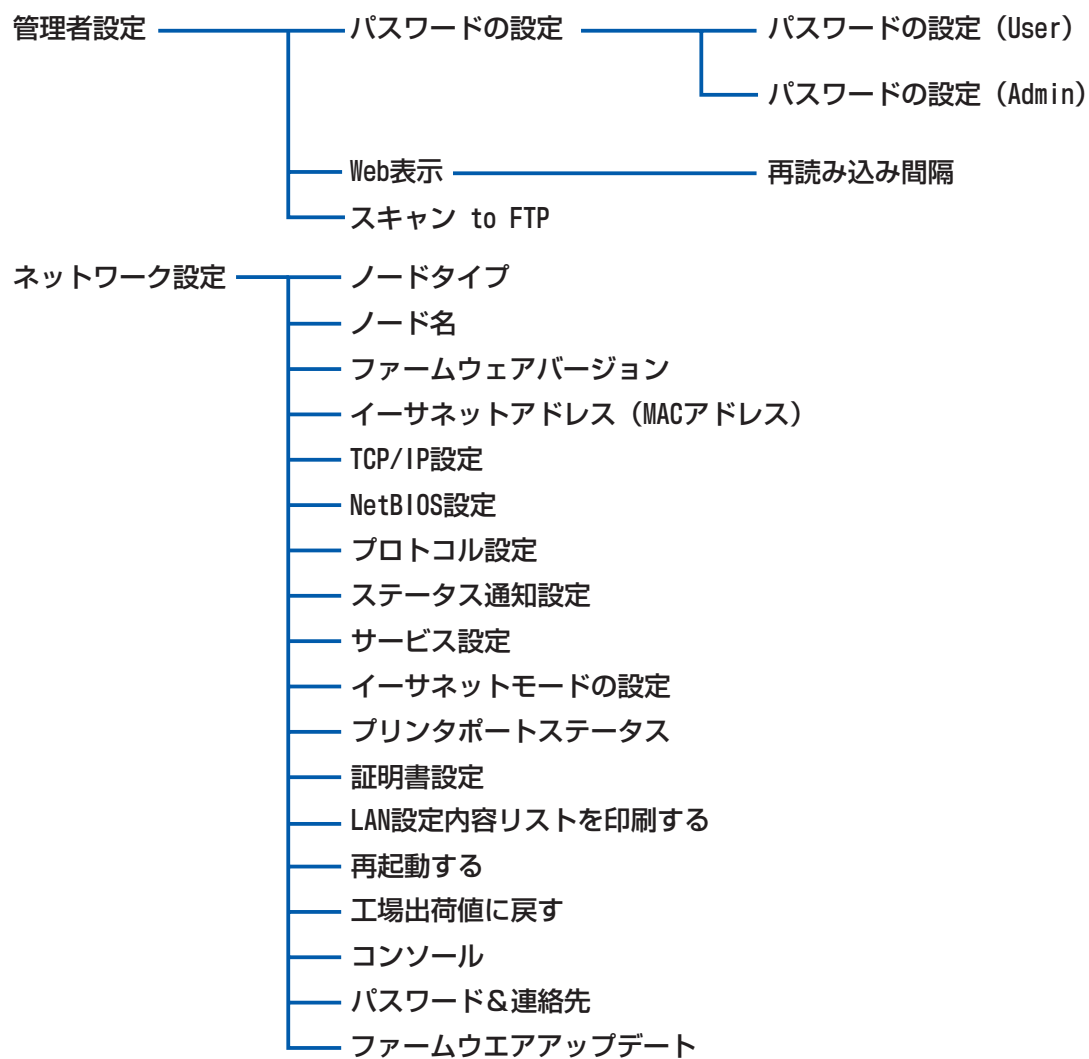 管理者設定 パスワードの設定 パスワードの設定（User）
パスワードの設定（Admin）
Web表示 再読み込み間隔
スキャン to FTP
ネットワーク設定 ノードタイプ
ノード名
ファームウェアバージョン
イーサネットアドレス（MACアドレス）
TCP/IP設定
NetBIOS設定
プロトコル設定
ステータス通知設定
サービス設定
イーサネットモードの設定
プリンタポートステータス
証明書設定
LAN設定内容リストを印刷する
再起動する
工場出荷値に戻す
コンソール
パスワード＆連絡先
ファームウエアアップデート